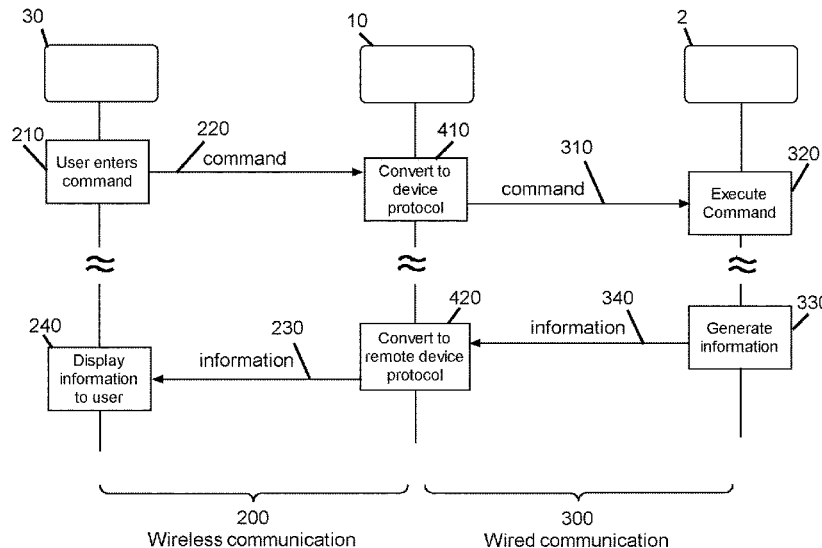 30
10
2
210
User enters
command
220
command
410
Convert to
device
protocol
310
command
320
Execute
Command
240
Display
information
to user
230
information
420
Convert to
remote device
protocol
340
information
330
Generate
information
200
Wireless communication
300
Wired communication